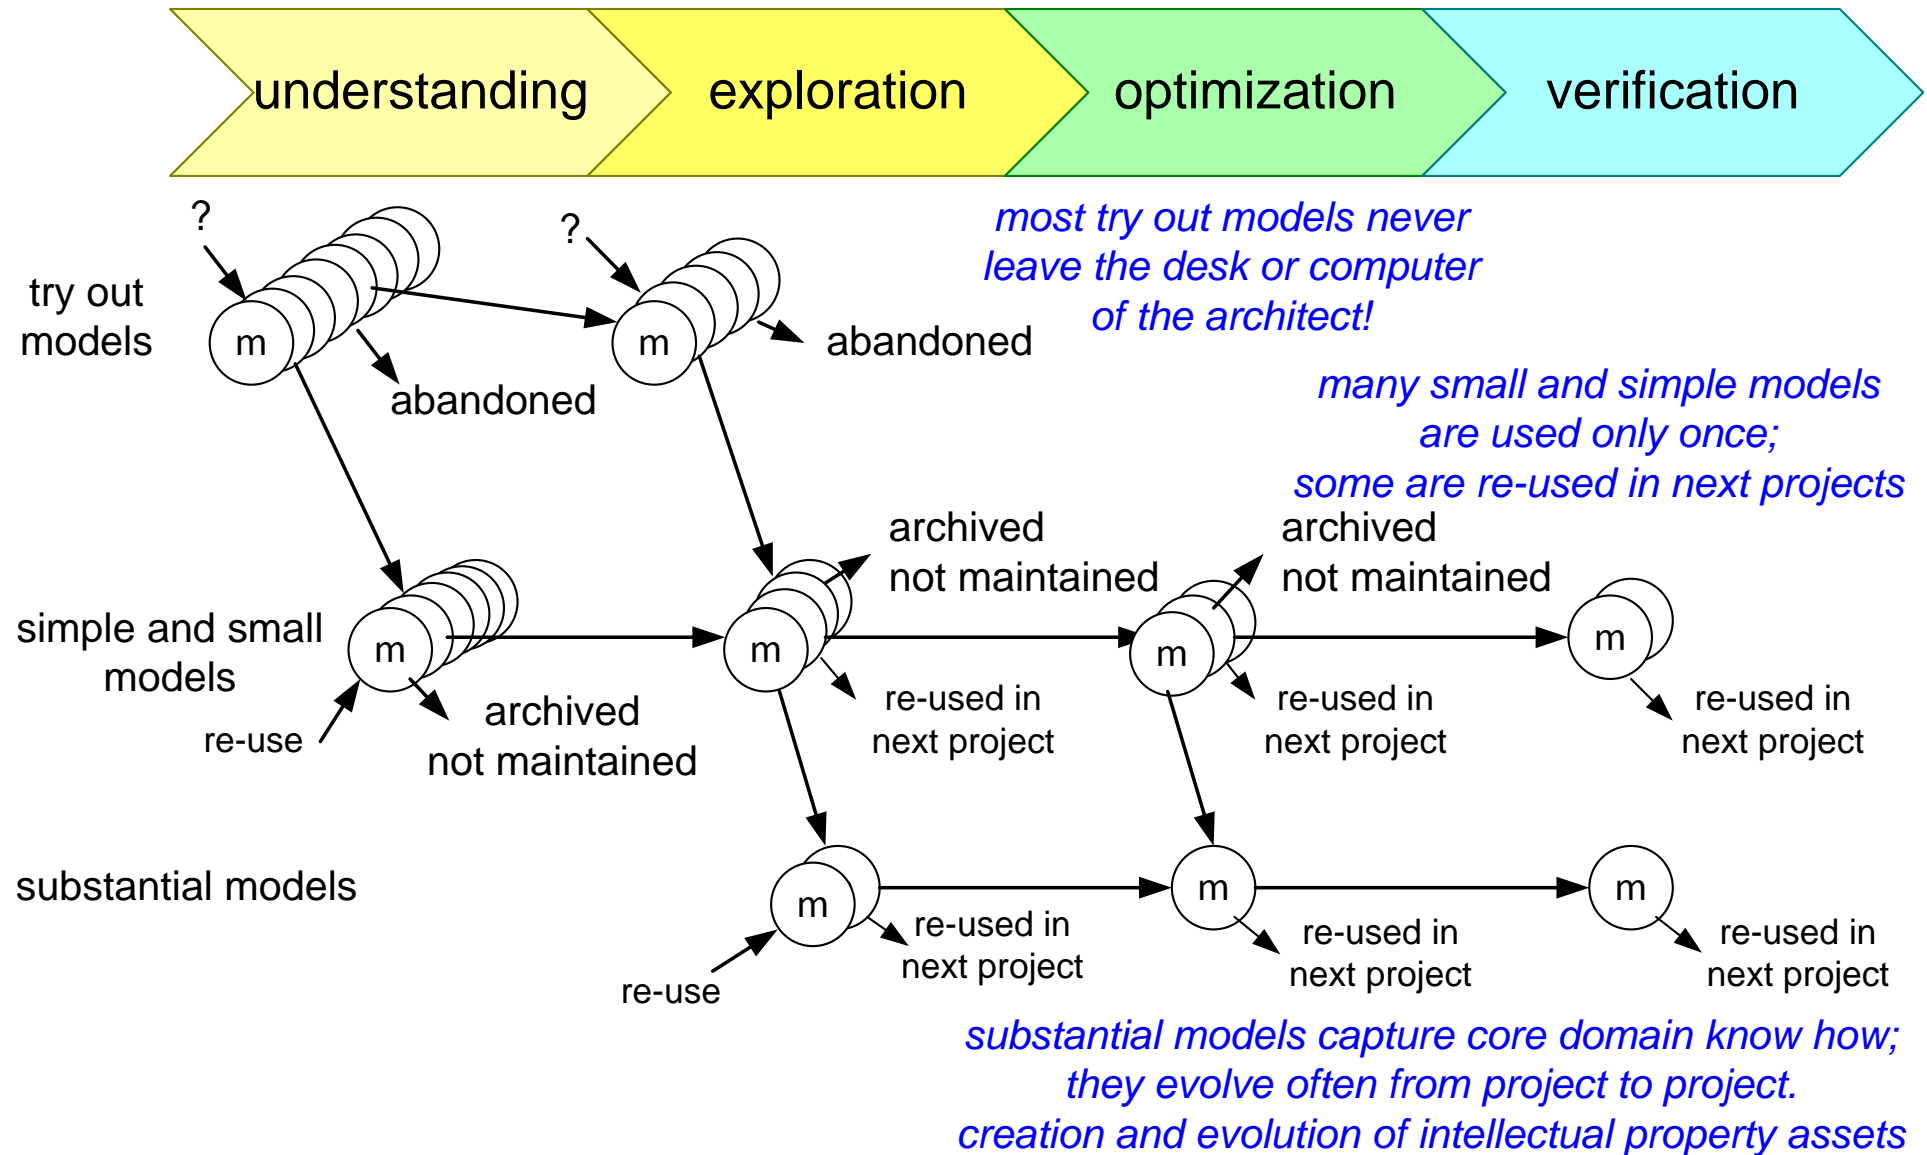 understanding
exploration
optimization
verification
?
?
most try out models never
leave the desk or computer
of the architect!
try out
models
m
m
abandoned
abandoned
many small and simple models
are used only once;
some are re-used in next projects
archived
not maintained
archived
not maintained
simple and small
models
m
m
m
m
re-use
archived
not maintained
re-used in
next project
re-used in
next project
re-used in
next project
substantial models
m
m
m
re-use
re-used in
next project
re-used in
next project
re-used in
next project
substantial models capture core domain know how;
they evolve often from project to project.
creation and evolution of intellectual property assets